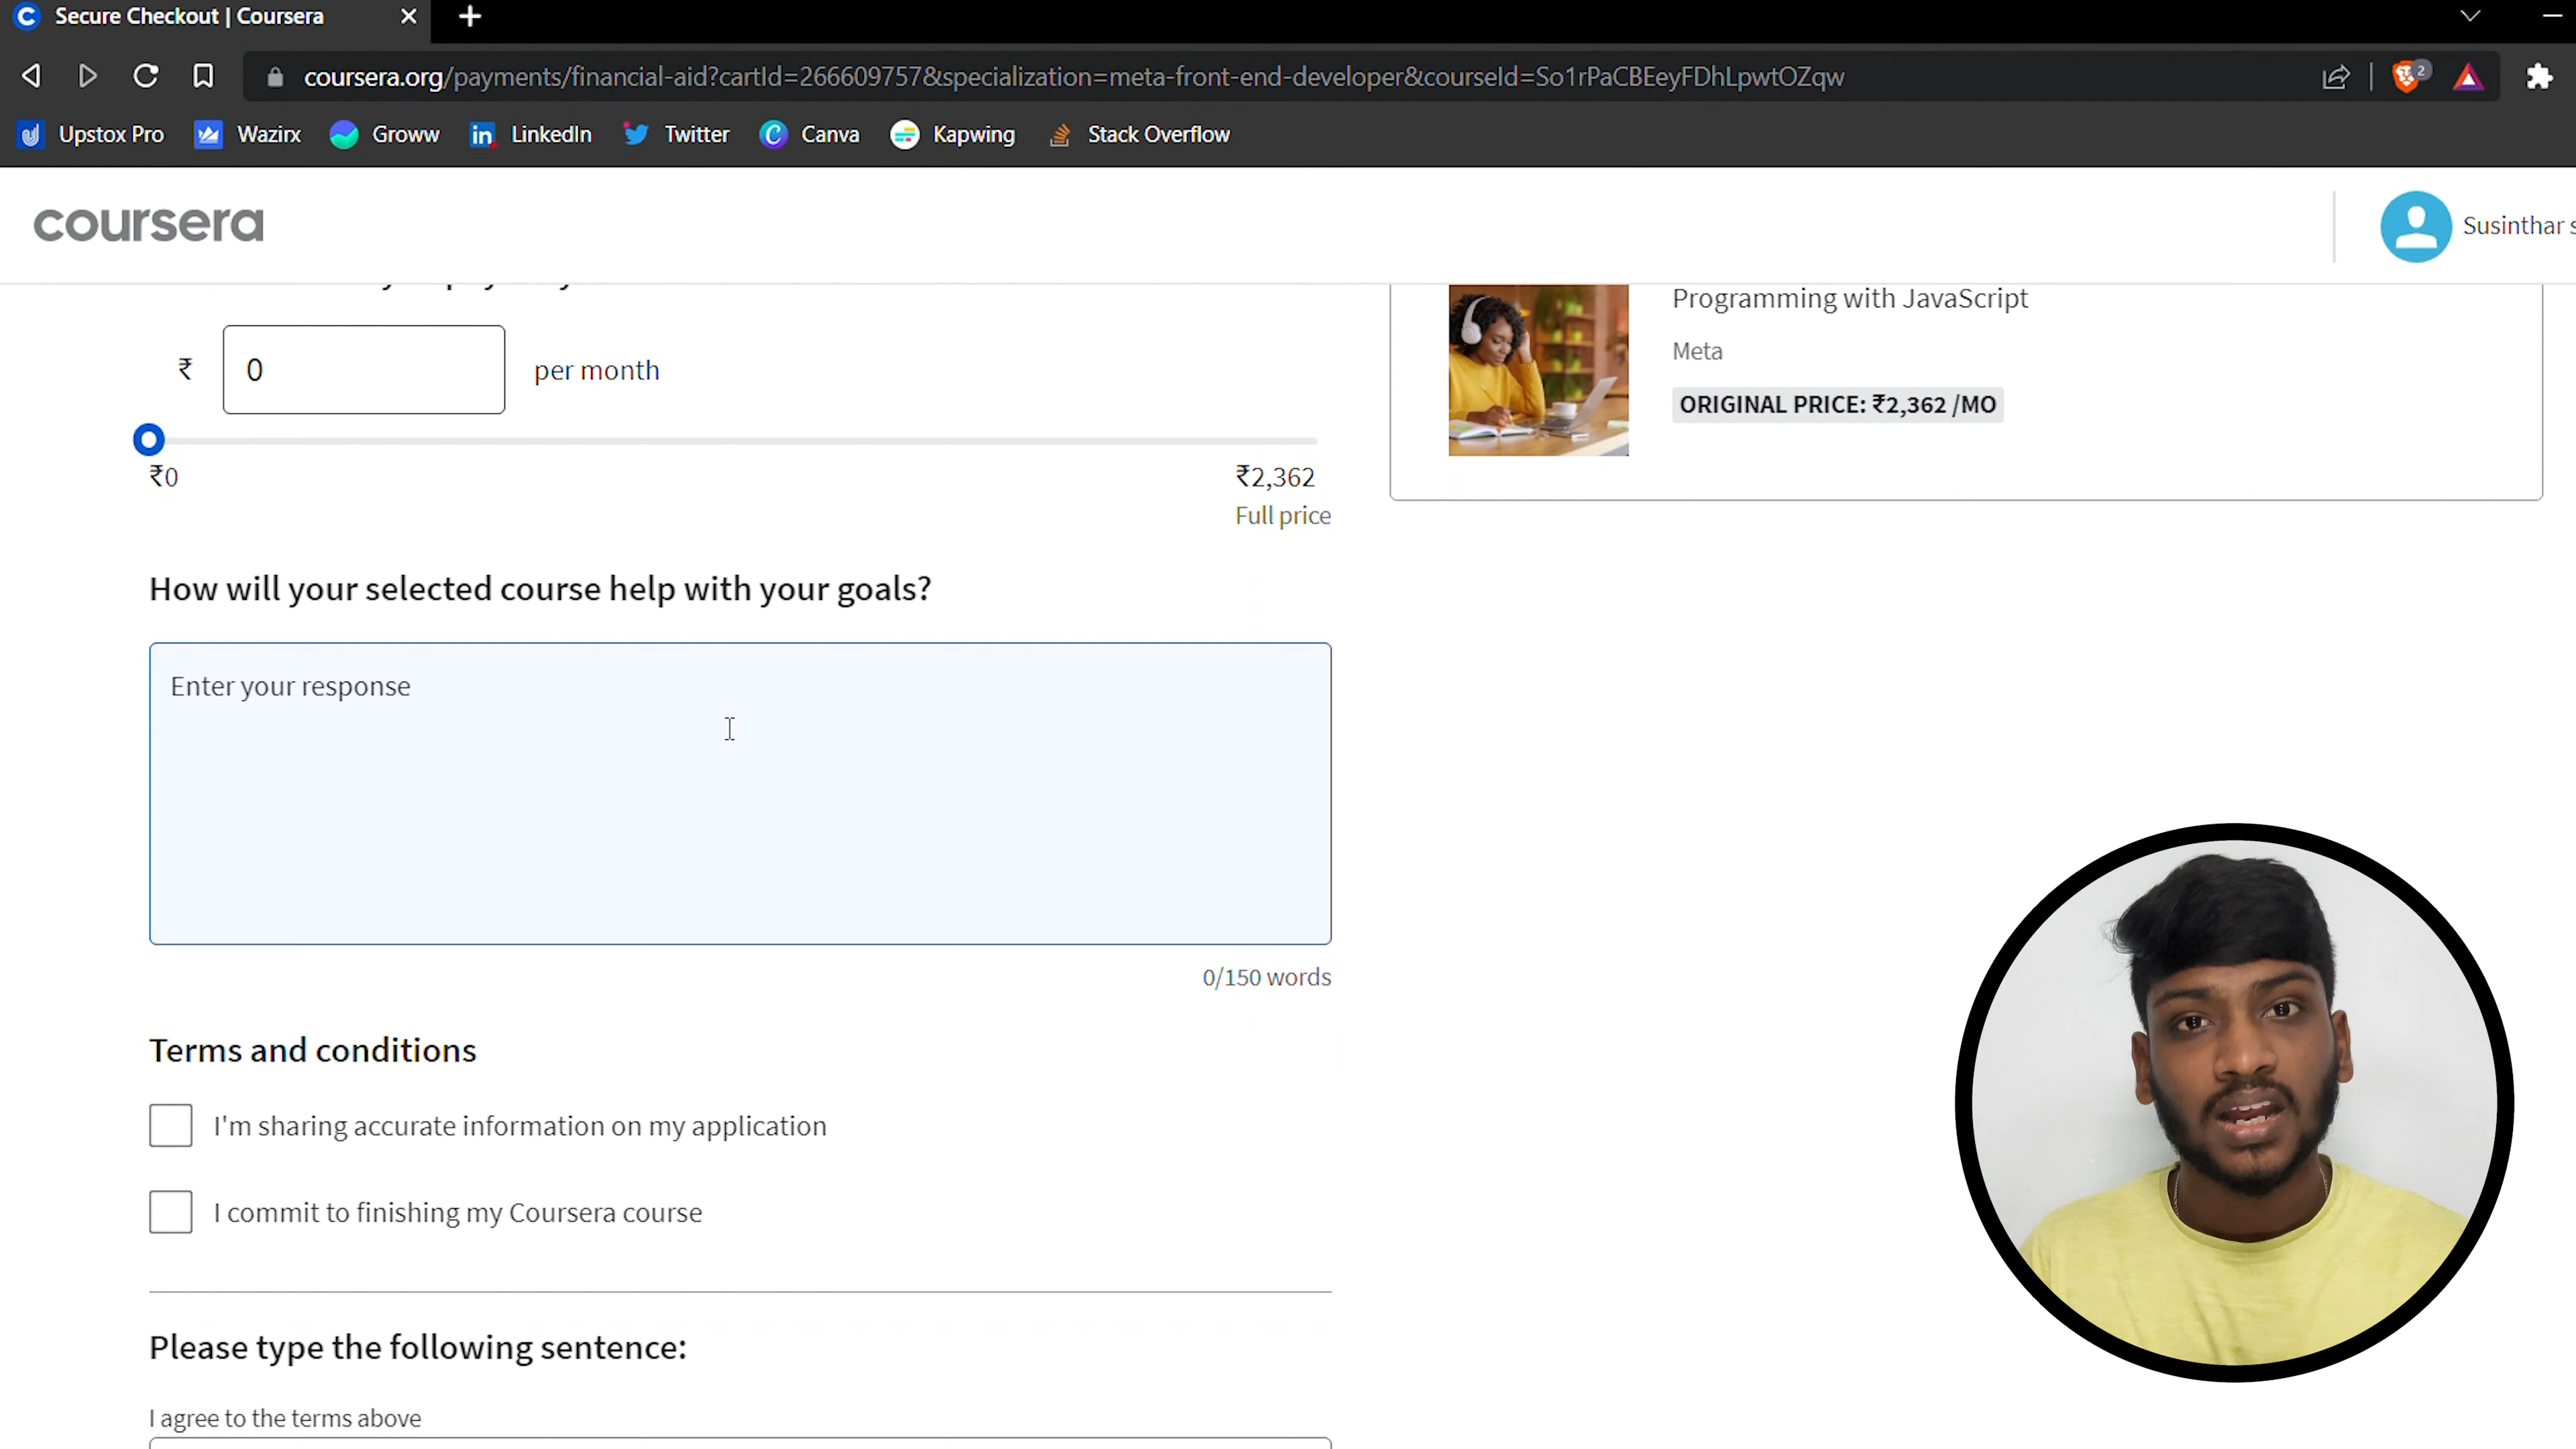 Secure Checkout | Coursera
coursera.org/payments/financial-aid?cartId=266609757&specialization=meta-front-end-developer&courseId=So1rPaCBEeyFDhLpwtOZqw
2
Upstox Pro Wazirx Groww LinkedIn Twitter Canva Kapwing Stack Overflow
coursera
Susinthar s
Programming with JavaScript
Meta
ORIGINAL PRICE: ₹2,362 /MO
₹ 0 per month
₹0 ₹2,362
Full price
How will your selected course help with your goals?
Enter your response
0/150 words
Terms and conditions
I'm sharing accurate information on my application
I commit to finishing my Coursera course
Please type the following sentence:
I agree to the terms above